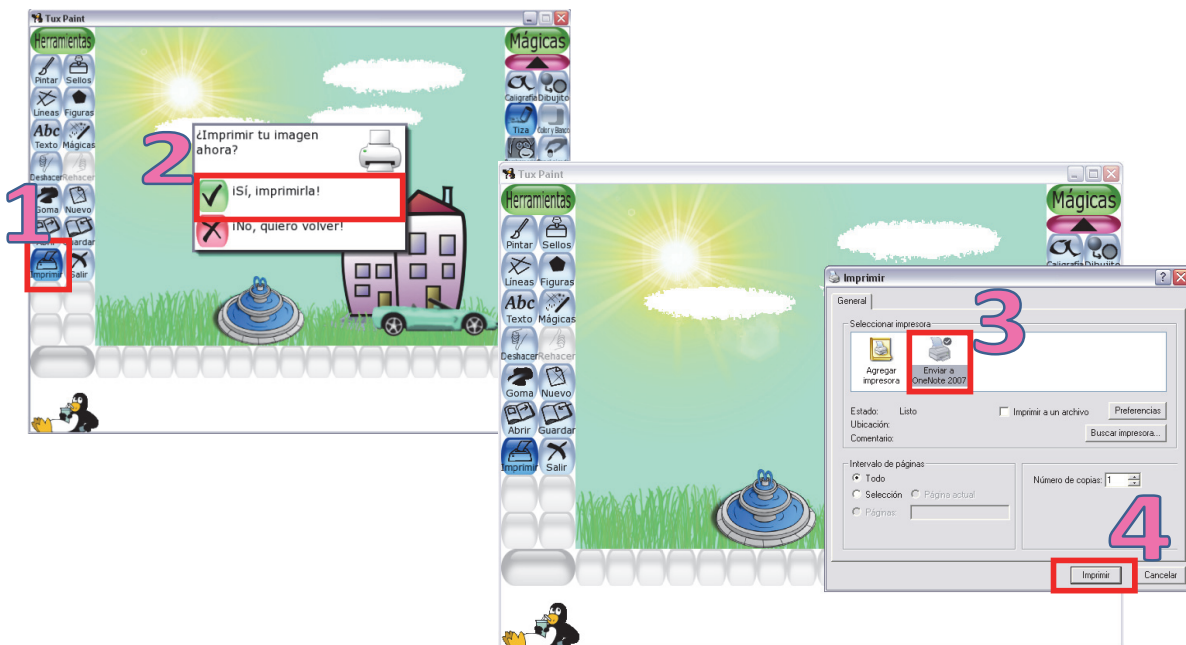 Tux Paint
Herramientas
Pintar Sellos
Líneas Figuras
Abc
Texto Mágicas
Deshacer Rehacer
Goma Nuevo
Abrir Guardar
Imprimir Salir
Mágicas
Caligrafía Dibujito
Tiza Color y Blanco
1
2
¿Imprimir tu imagen
ahora?
¡Sí, imprimirla!
¡No, quiero volver!
Tux Paint
Herramientas
Pintar Sellos
Líneas Figuras
Abc
Texto Mágicas
Deshacer Rehacer
Goma Nuevo
Abrir Guardar
Imprimir Salir
Mágicas
Caligrafía Dibujito
Imprimir
General
3
Seleccionar impresora
Agregar
impresora
Enviar a
OneNote 2007
Estado: Listo
Ubicación:
Comentario:
Imprimir a un archivo
Preferencias
Buscar impresora...
Intervalo de páginas
Todo
Selección Página actual
Páginas:
Número de copias: 1
4
Imprimir Cancelar